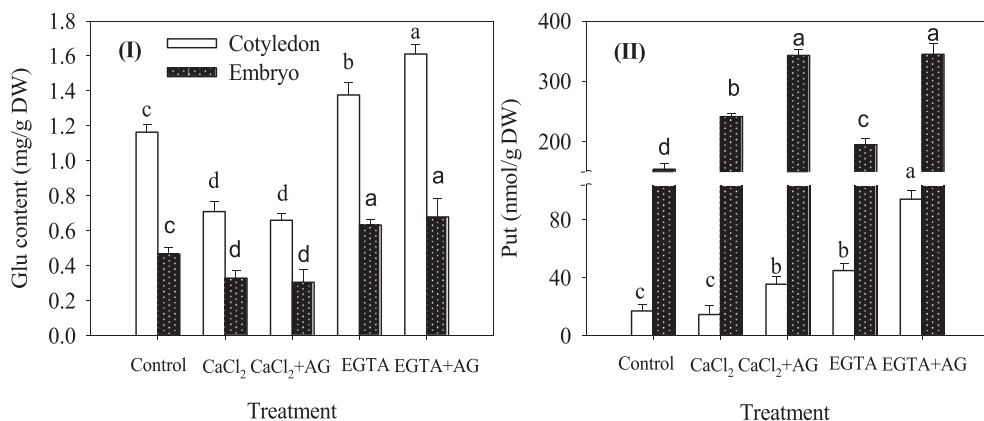 (I)
Cotyledon
Embryo
Glu content (mg/g DW)
1.8
1.6
1.4
1.2
1.0
0.8
0.6
0.4
0.2
0.0
c
c
d
d
d
d
b
a
a
a
Control
CaCl₂
CaCl₂+AG
EGTA
EGTA+AG
Treatment
(II)
Put (nmol/g DW)
400
300
200
80
40
0
c
d
c
b
b
a
b
c
a
a
Control
CaCl₂
CaCl₂+AG
EGTA
EGTA+AG
Treatment